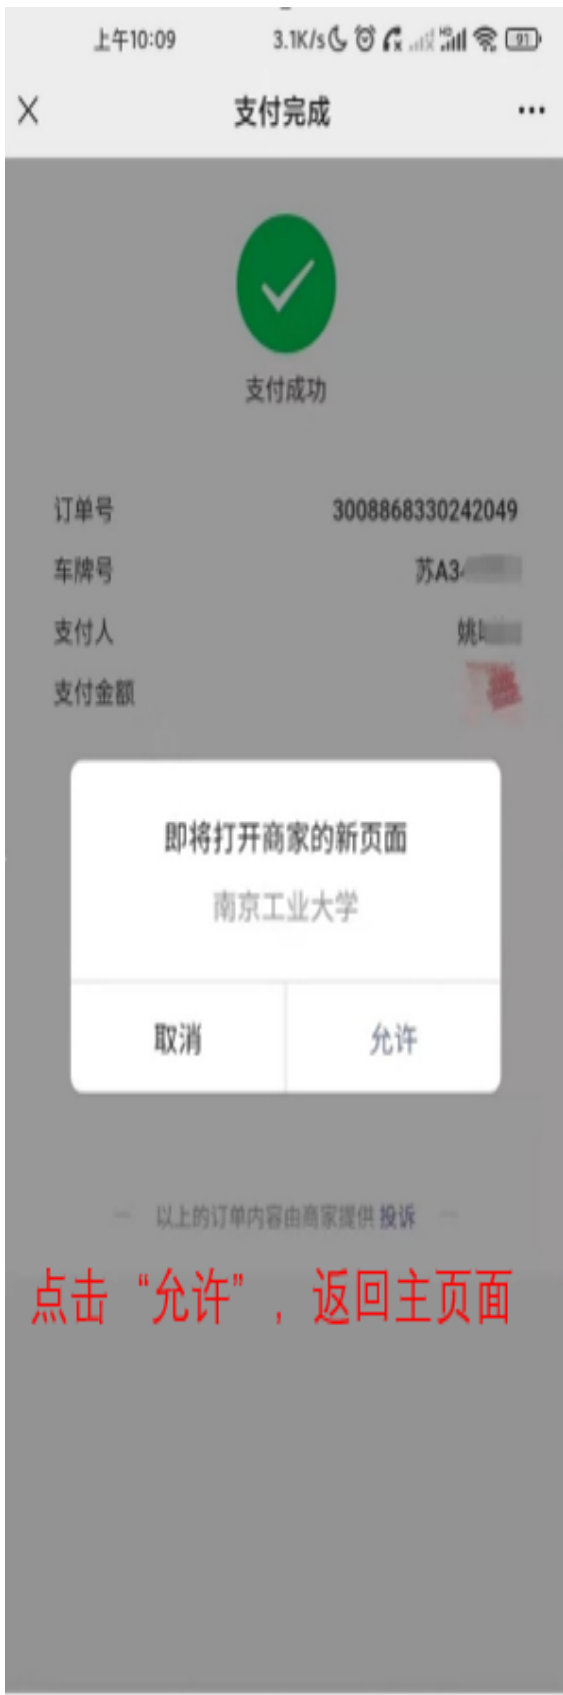 上午10:09 3.1K/s 91
支付完成
支付成功
订单号 3008868330242049
车牌号 苏A34
支付人 姚
支付金额
即将打开商家的新页面
南京工业大学
取消 允许
以上的订单内容由商家提供 投诉
点击“允许”,返回主页面